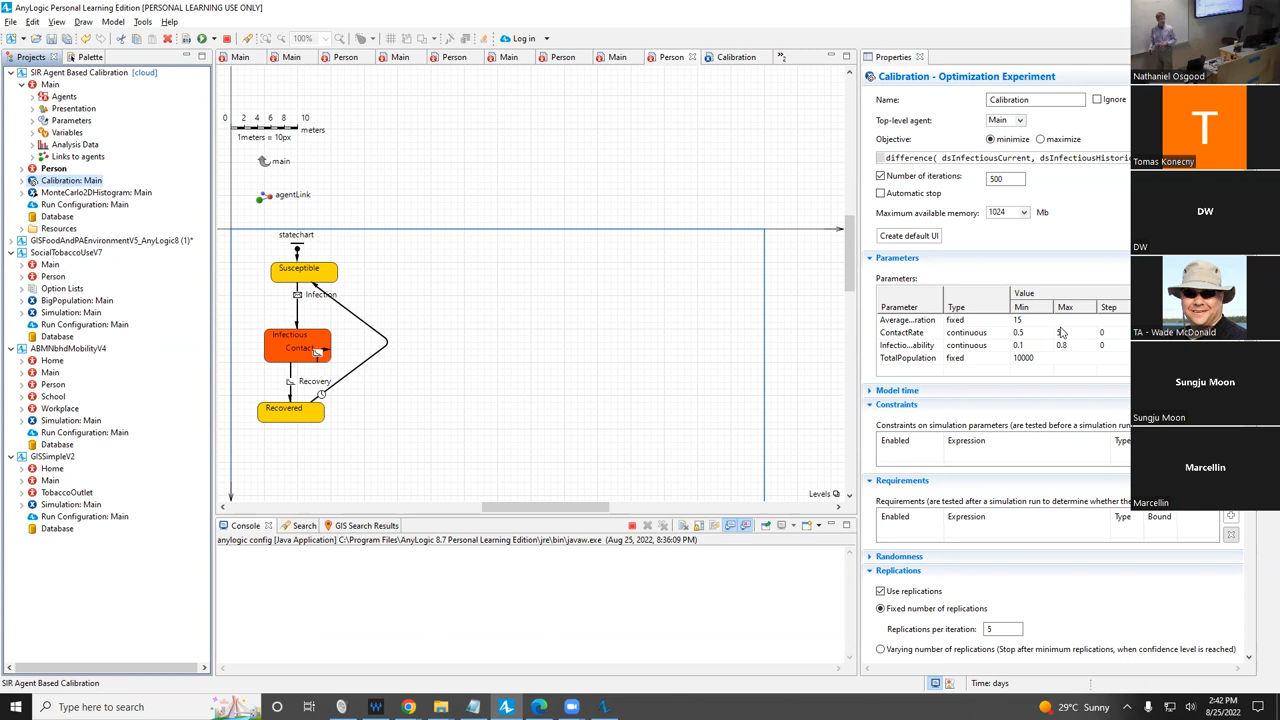 AnyLogic Personal Learning Edition [PERSONAL LEARNING USE ONLY]
File Edit View Draw Model Tools Help
100% Log in
Projects Palette
Main Main Person Main Person Main Person Main Person Calibration »2
Properties
SIR Agent Based Calibration [cloud]
Main
Agents
Presentation
Parameters
Variables
Analysis Data
Links to agents
Person
Calibration: Main
MonteCarlo2DHistogram: Main
Run Configuration: Main
Database
Resources
GISFoodAndPAEnvironmentV5_AnyLogic8 (1)*
SocialTobaccoUseV7
Main
Person
Option Lists
BigPopulation: Main
Simulation: Main
Run Configuration: Main
Database
ABMNbhdMobilityV4
Home
Main
Person
School
Workplace
Simulation: Main
Run Configuration: Main
Database
GISSimpleV2
Home
Main
TobaccoOutlet
Simulation: Main
Run Configuration: Main
Database
0 2 4 6 8 10
meters
1meters = 10px
main
agentLink
statechart
Susceptible
Infection
Infectious
Contact
Recovery
Recovered
Levels
Console Search GIS Search Results
anylogic config [Java Application] C:\Program Files\AnyLogic 8.7 Personal Learning Edition\jre\bin\javaw.exe (Aug 25, 2022, 8:36:09 PM)
Calibration - Optimization Experiment
Name: Calibration Ignore
Top-level agent: Main
Objective: minimize maximize
difference( dsInfectiousCurrent, dsInfectiousHistoric
Number of iterations: 500
Automatic stop
Maximum available memory: 1024 Mb
Create default UI
Parameters
Parameters:
Value
Parameter Type Min Max Step
Average...ration fixed 15
ContactRate continuous 0.5 0
Infectio...ability continuous 0.1 0.8 0
TotalPopulation fixed 10000
Model time
Constraints
Constraints on simulation parameters (are tested before a simulation run
Enabled Expression Type
Requirements
Requirements (are tested after a simulation run to determine whether the
Enabled Expression Type Bound
Randomness
Replications
Use replications
Fixed number of replications
Replications per iteration: 5
Varying number of replications (Stop after minimum replications, when confidence level is reached)
Nathaniel Osgood
T
Tomas Konecny
DW
DW
TA - Wade McDonald
Sungju Moon
Sungju Moon
Marcellin
Marcellin
SIR Agent Based Calibration
Time: days
Type here to search
29°C Sunny
2:42 PM
8/25/2022